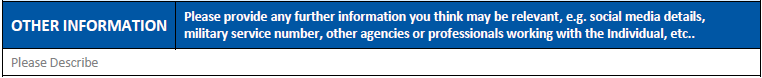 OTHER INFORMATION
Please provide any further information you think may be relevant, e.g. social media details,
military service number, other agencies or professionals working with the Individual, etc..
Please Describe